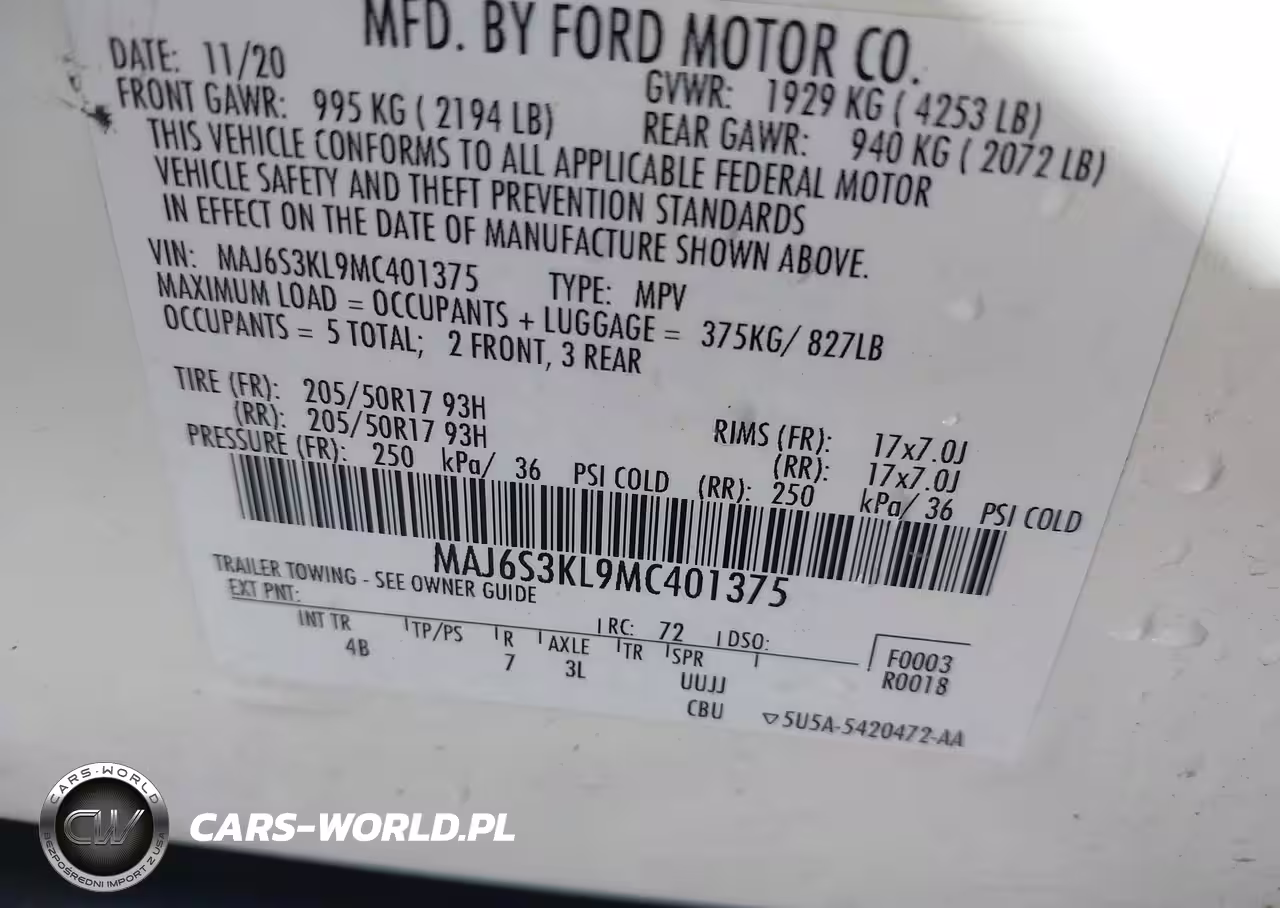 MFD. BY FORD MOTOR CO.
DATE: 11/20 GVWR: 1929 KG ( 4253 LB)
FRONT GAWR: 995 KG ( 2194 LB) REAR GAWR: 940 KG ( 2072 LB)
THIS VEHICLE CONFORMS TO ALL APPLICABLE FEDERAL MOTOR
VEHICLE SAFETY AND THEFT PREVENTION STANDARDS
IN EFFECT ON THE DATE OF MANUFACTURE SHOWN ABOVE.
VIN: MAJ6S3KL9MC401375 TYPE: MPV
MAXIMUM LOAD = OCCUPANTS + LUGGAGE = 375KG/ 827LB
OCCUPANTS = 5 TOTAL; 2 FRONT, 3 REAR
TIRE (FR): 205/50R17 93H RIMS (FR): 17x7.0J
(RR): 205/50R17 93H (RR): 17x7.0J
PRESSURE (FR): 250 kPa/ 36 PSI COLD (RR): 250 kPa/ 36 PSI COLD
MAJ6S3KL9MC401375
TRAILER TOWING - SEE OWNER GUIDE
EXT PNT: RC: 72 DSO:
INT TR TP/PS R AXLE TR SPR F0003
4B 7 3L UUJJ R0018
CBU ▽5U5A-5420472-AA
CARS-WORLD
CW
BEZPOŚREDNI IMPORT Z USA
CARS-WORLD.PL